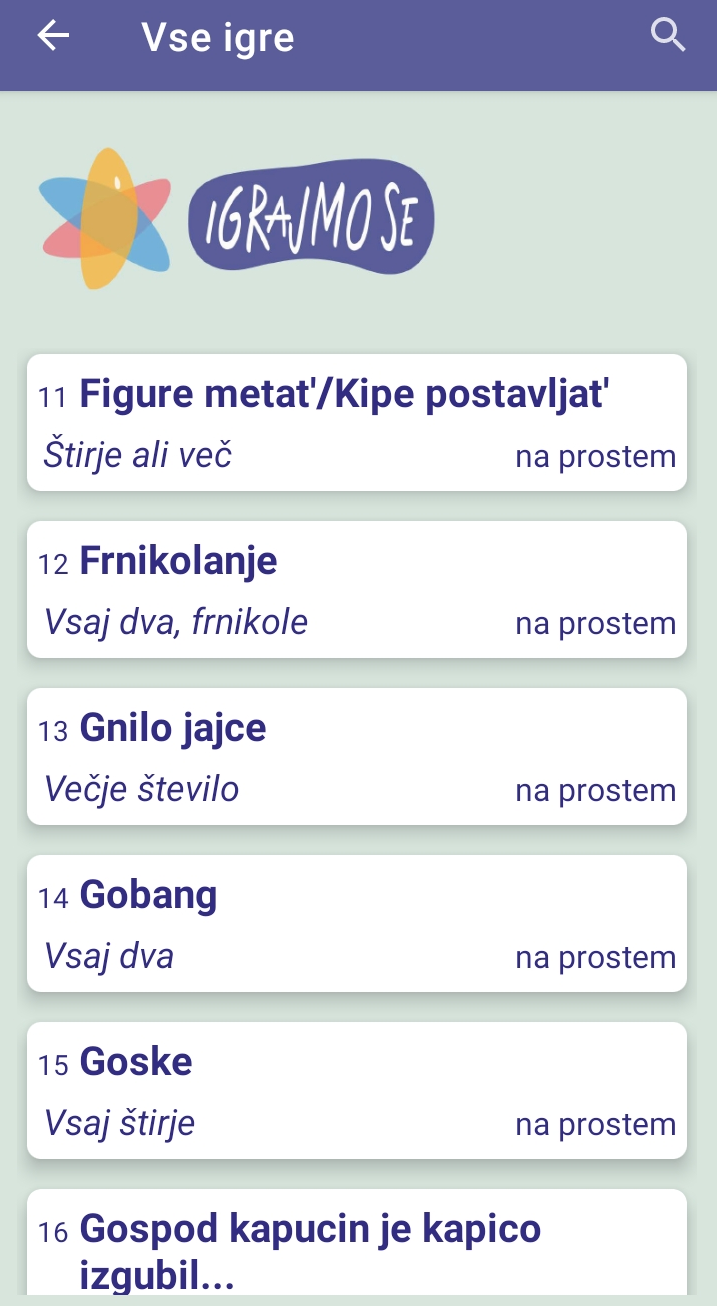 Vse igre
IGRAJMO SE
11 Figure metat'/Kipe postavljat'
Štirje ali več na prostem
12 Frnikolanje
Vsaj dva, frnikole na prostem
13 Gnilo jajce
Večje število na prostem
14 Gobang
Vsaj dva na prostem
15 Goske
Vsaj štirje na prostem
16 Gospod kapucin je kapico
izgubil...